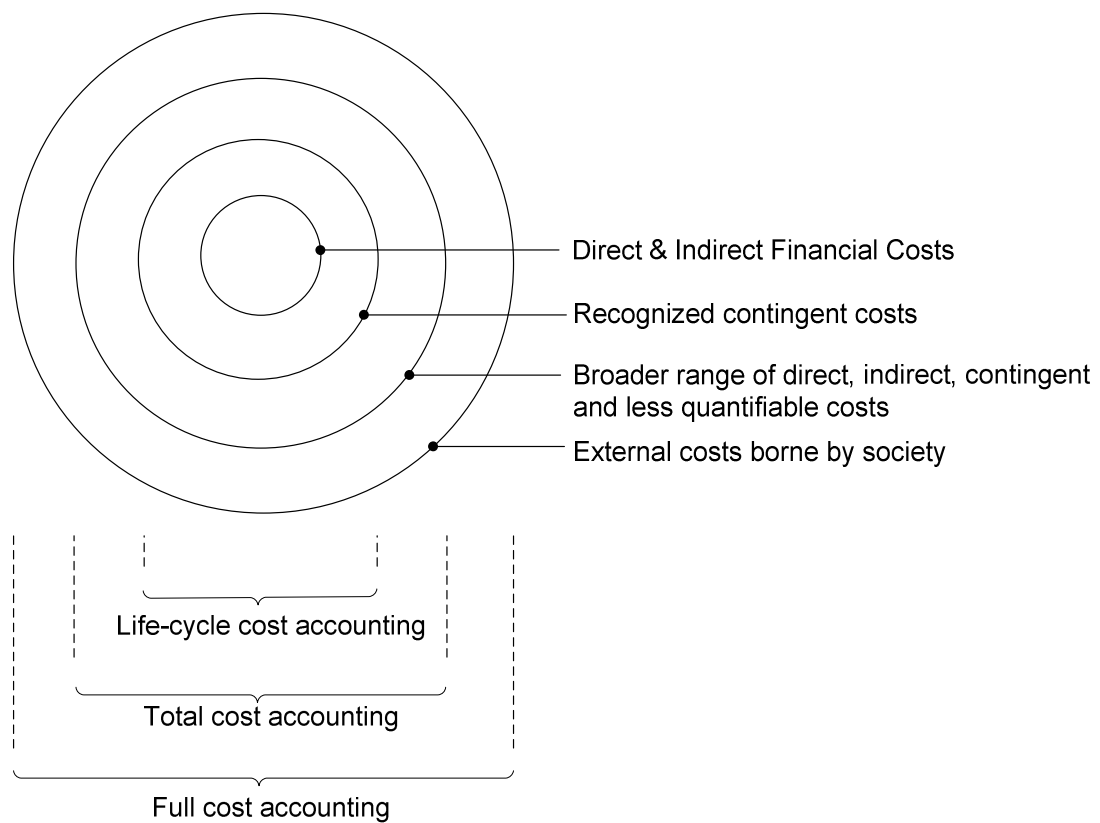 Direct & Indirect Financial Costs
Recognized contingent costs
Broader range of direct, indirect, contingent
and less quantifiable costs
External costs borne by society
Life-cycle cost accounting
Total cost accounting
Full cost accounting